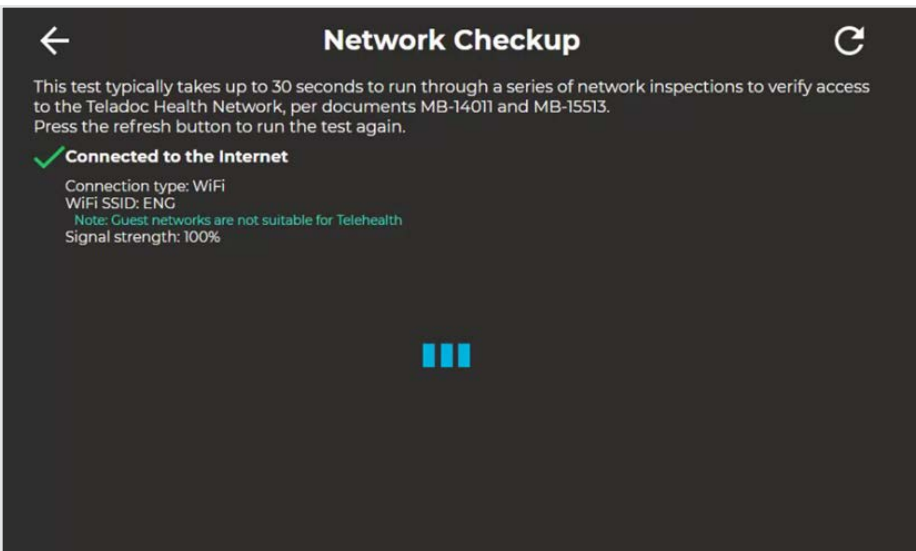 Network Checkup
This test typically takes up to 30 seconds to run through a series of network inspections to verify access
to the Teladoc Health Network, per documents MB-14011 and MB-15513.
Press the refresh button to run the test again.
Connected to the Internet
Connection type: WiFi
WiFi SSID: ENG
Note: Guest networks are not suitable for Telehealth
Signal strength: 100%